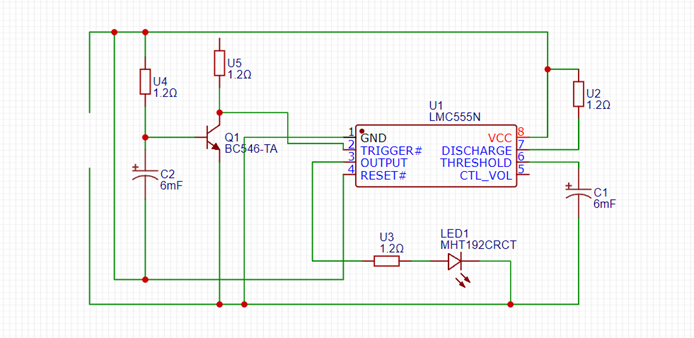 U4
1.2Ω
U5
1.2Ω
Q1
BC546-TA
C2
6mF
U1
LMC555N
1 GND VCC 8
2 TRIGGER# DISCHARGE 7
3 OUTPUT THRESHOLD 6
4 RESET# CTL_VOL 5
U2
1.2Ω
C1
6mF
U3
1.2Ω
LED1
MHT192CRCT